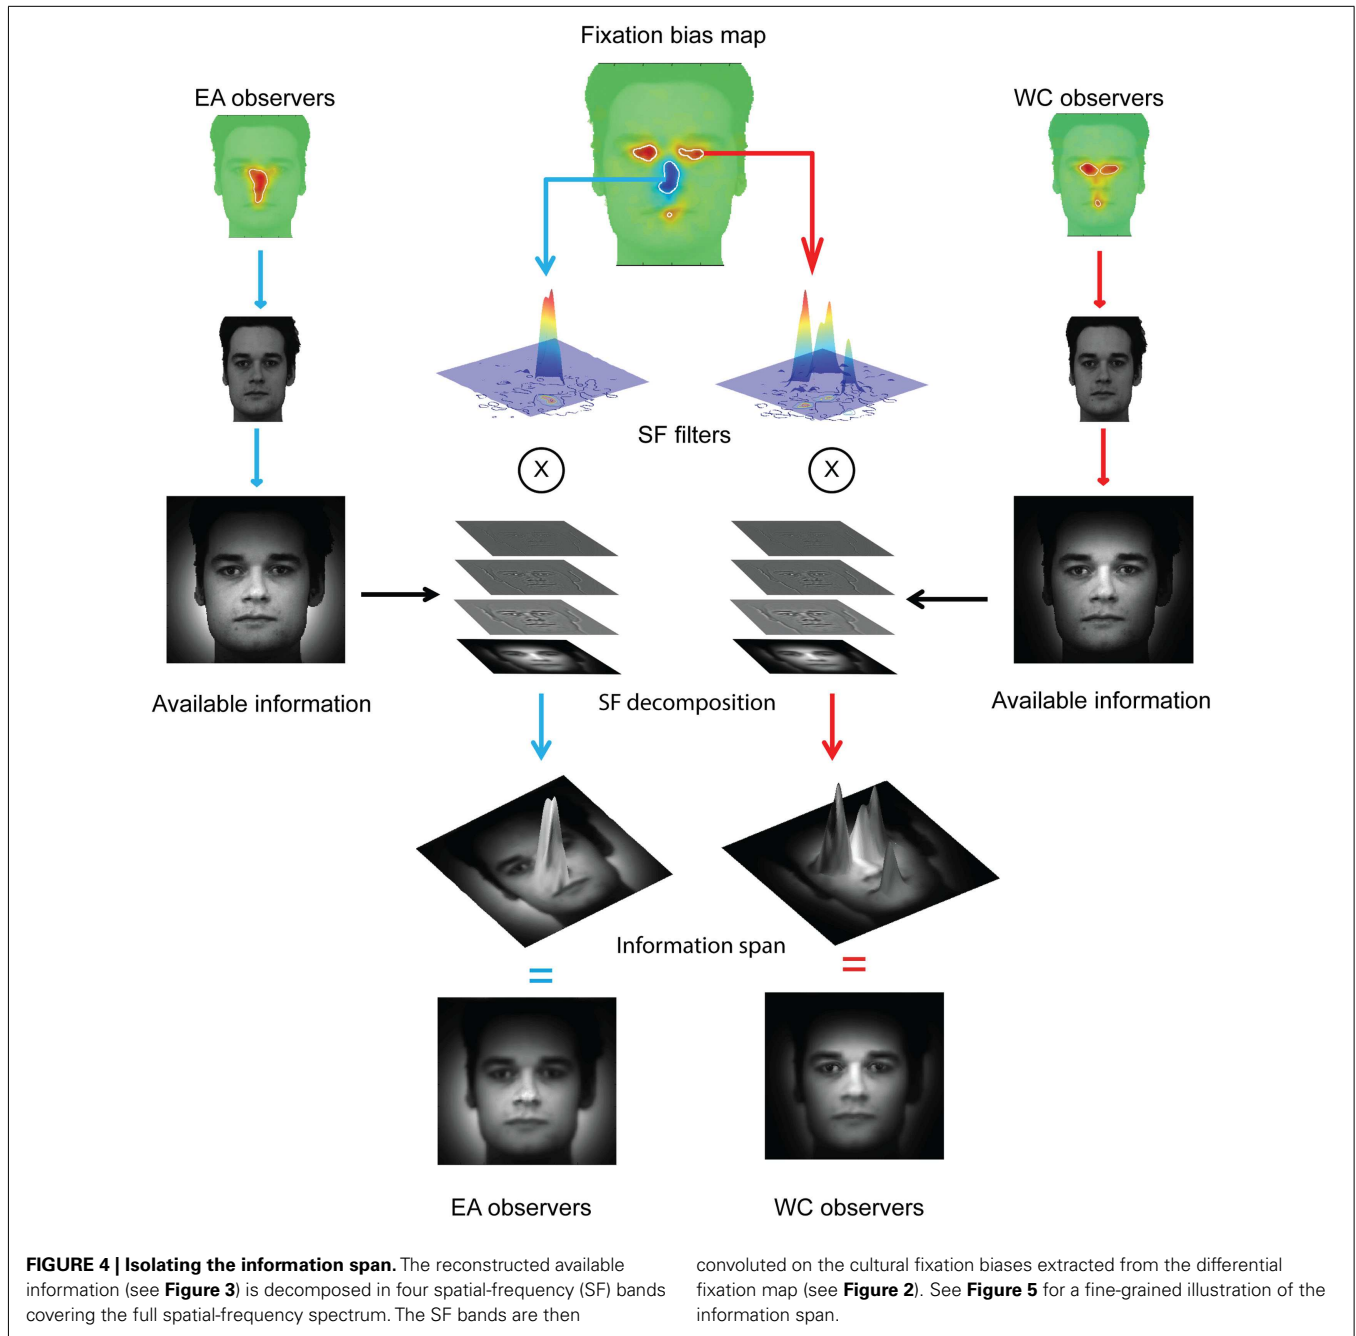 Fixation bias map
EA observers
WC observers
SF filters
X
X
Available information
SF decomposition
Available information
Information span
=
=
EA observers
WC observers
FIGURE 4 | Isolating the information span. The reconstructed available
information (see Figure 3) is decomposed in four spatial-frequency (SF) bands
covering the full spatial-frequency spectrum. The SF bands are then
convoluted on the cultural fixation biases extracted from the differential
fixation map (see Figure 2). See Figure 5 for a fine-grained illustration of the
information span.